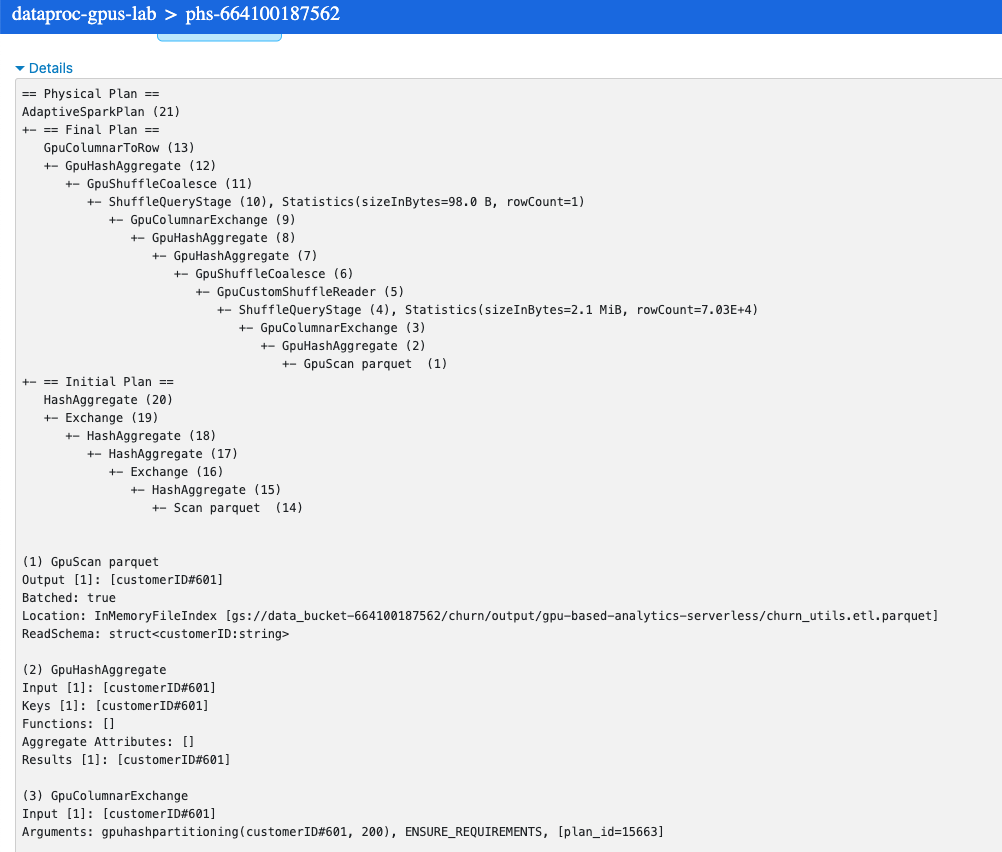 dataproc-gpus-lab > phs-664100187562
Details
== Physical Plan ==
AdaptiveSparkPlan (21)
+- == Final Plan ==
   GpuColumnarToRow (13)
   +- GpuHashAggregate (12)
      +- GpuShuffleCoalesce (11)
         +- ShuffleQueryStage (10), Statistics(sizeInBytes=98.0 B, rowCount=1)
            +- GpuColumnarExchange (9)
               +- GpuHashAggregate (8)
                  +- GpuHashAggregate (7)
                     +- GpuShuffleCoalesce (6)
                        +- GpuCustomShuffleReader (5)
                           +- ShuffleQueryStage (4), Statistics(sizeInBytes=2.1 MiB, rowCount=7.03E+4)
                              +- GpuColumnarExchange (3)
                                 +- GpuHashAggregate (2)
                                    +- GpuScan parquet  (1)
+- == Initial Plan ==
   HashAggregate (20)
   +- Exchange (19)
      +- HashAggregate (18)
         +- HashAggregate (17)
            +- Exchange (16)
               +- HashAggregate (15)
                  +- Scan parquet  (14)
(1) GpuScan parquet
Output [1]: [customerID#601]
Batched: true
Location: InMemoryFileIndex [gs://data_bucket-664100187562/churn/output/gpu-based-analytics-serverless/churn_utils.etl.parquet]
ReadSchema: struct<customerID:string>
(2) GpuHashAggregate
Input [1]: [customerID#601]
Keys [1]: [customerID#601]
Functions: []
Aggregate Attributes: []
Results [1]: [customerID#601]
(3) GpuColumnarExchange
Input [1]: [customerID#601]
Arguments: gpuhashpartitioning(customerID#601, 200), ENSURE_REQUIREMENTS, [plan_id=15663]